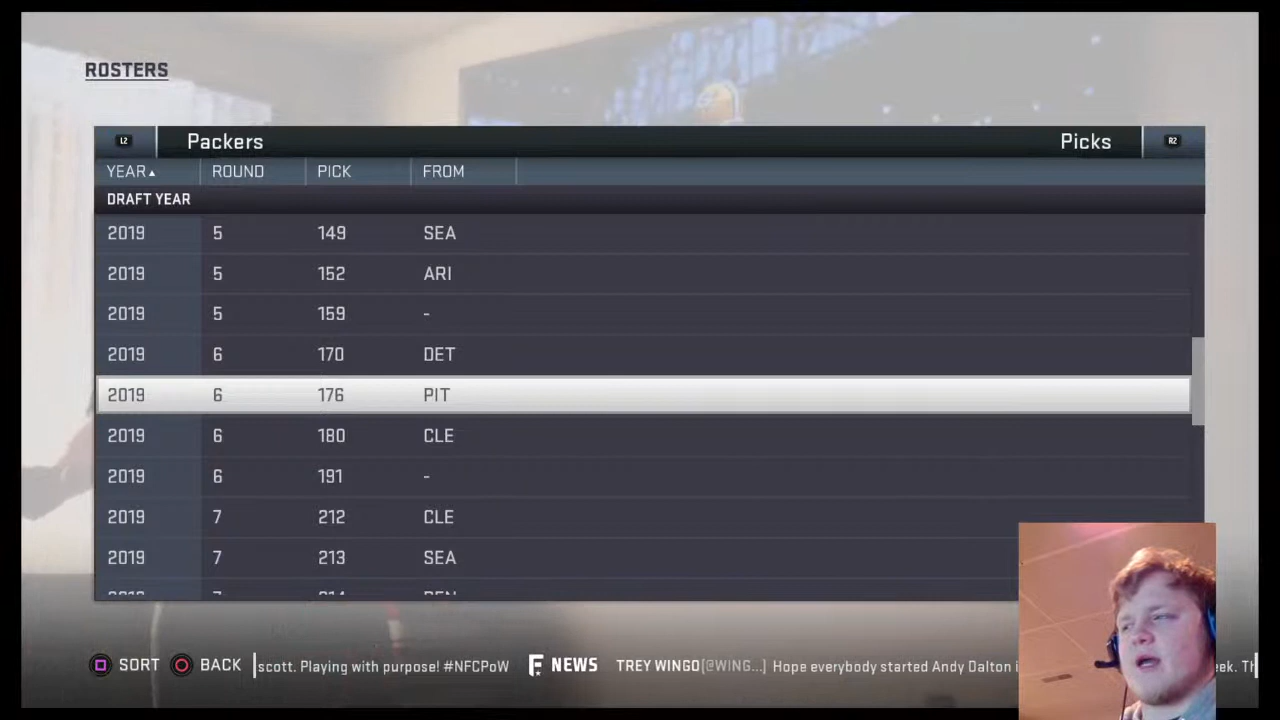 ROSTERS
L2 Packers Picks R2
YEAR ROUND PICK FROM
DRAFT YEAR
2019 5 149 SEA
2019 5 152 ARI
2019 5 159 -
2019 6 170 DET
2019 6 176 PIT
2019 6 180 CLE
2019 6 191 -
2019 7 212 CLE
2019 7 213 SEA
SORT BACK scott. Playing with purpose! #NFCPoW NEWS TREY WINGO [@WING...] Hope everybody started Andy Dalton